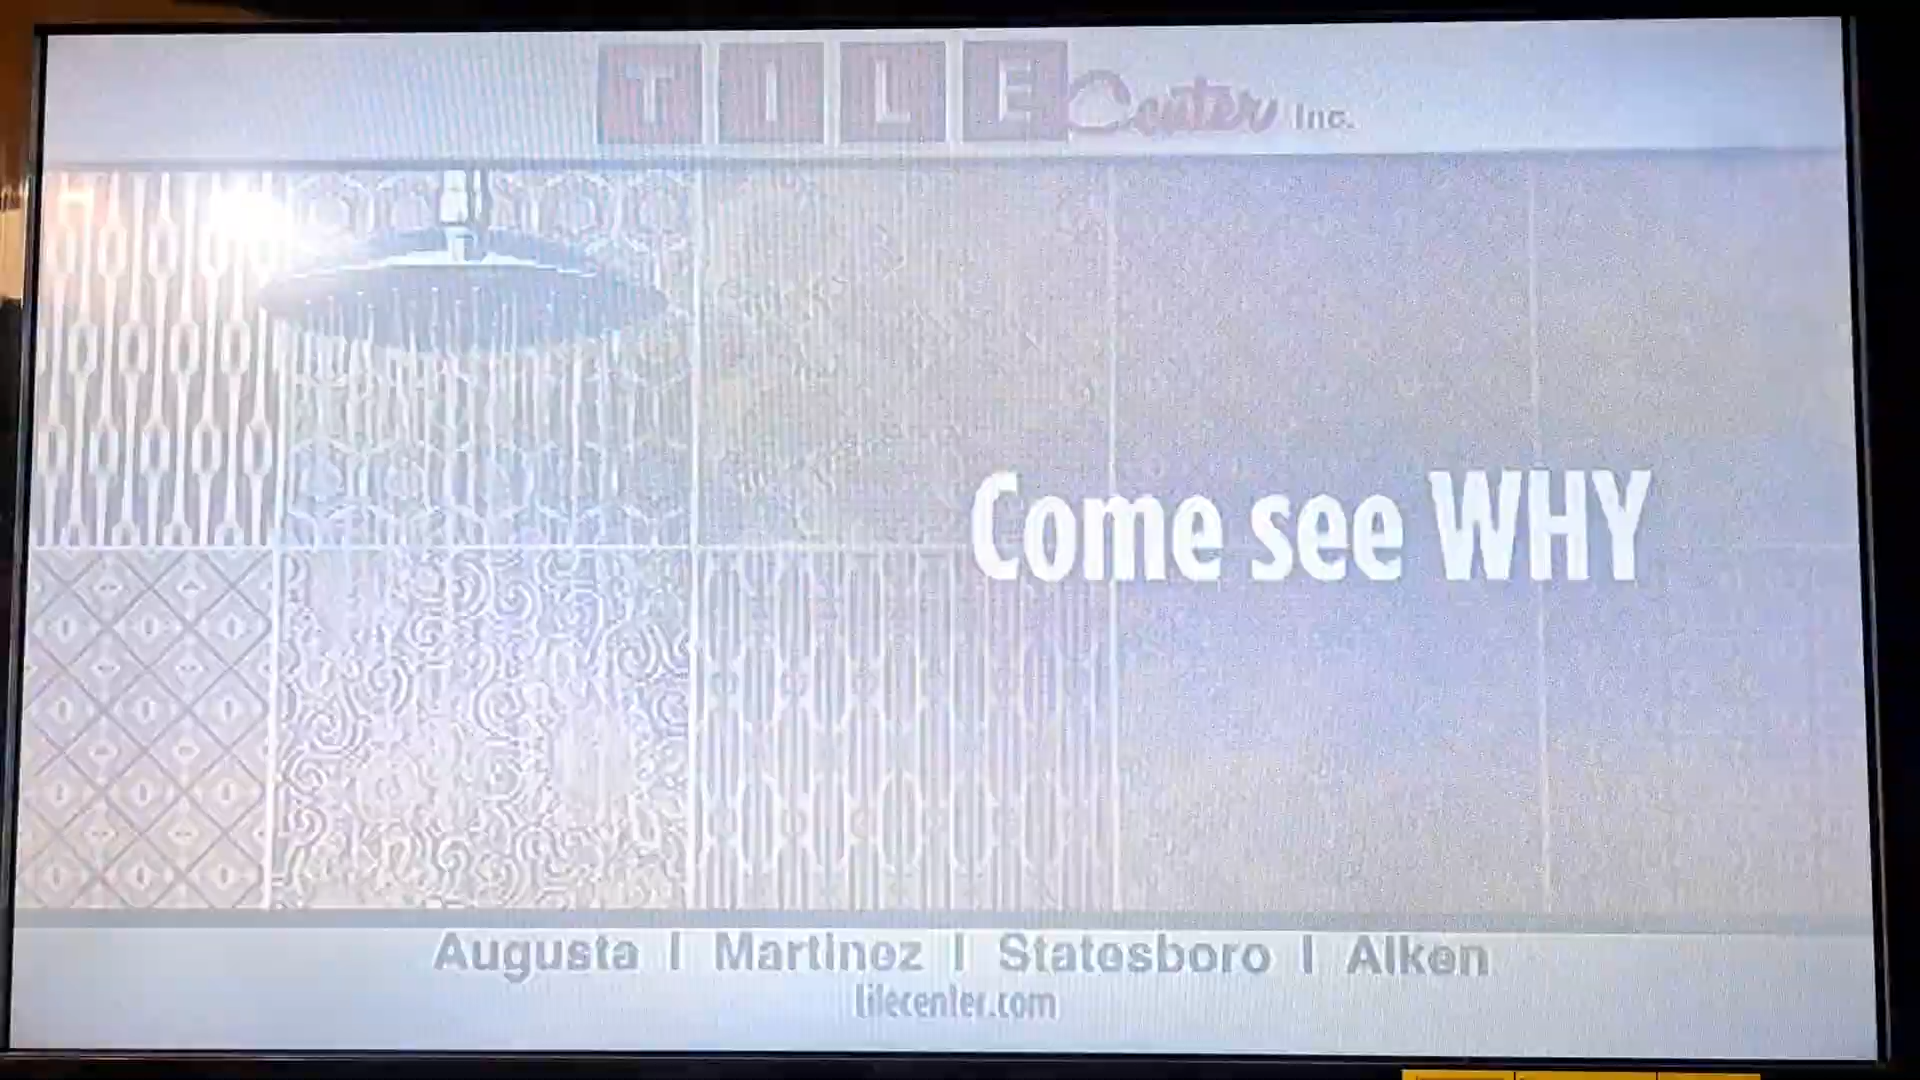 TILE Center Inc.
Come see WHY
Augusta | Martinez | Statesboro | Aiken
tilecenter.com